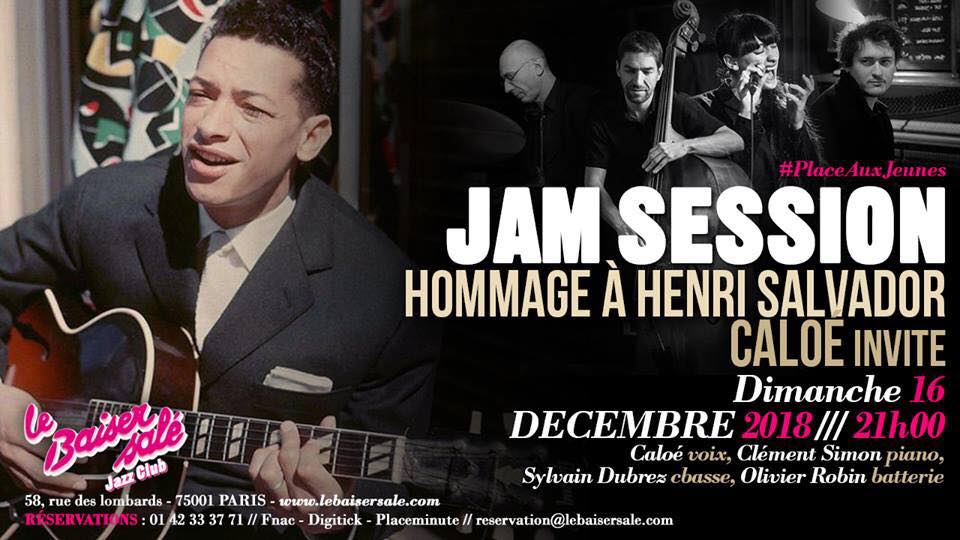 #PlaceAuxJeunes
JAM SESSION
HOMMAGE À HENRI SALVADOR
CALOÉ INVITE
Dimanche 16
DECEMBRE 2018 /// 21h00
Caloé voix, Clément Simon piano,
Sylvain Dubrez cbasse, Olivier Robin batterie
Le
Baiser
salé
Jazz Club
58, rue des lombards - 75001 PARIS - www.lebaisersale.com
RÉSERVATIONS : 01 42 33 37 71 // Fnac - Digitick - Placeminute // reservation@lebaisersale.com